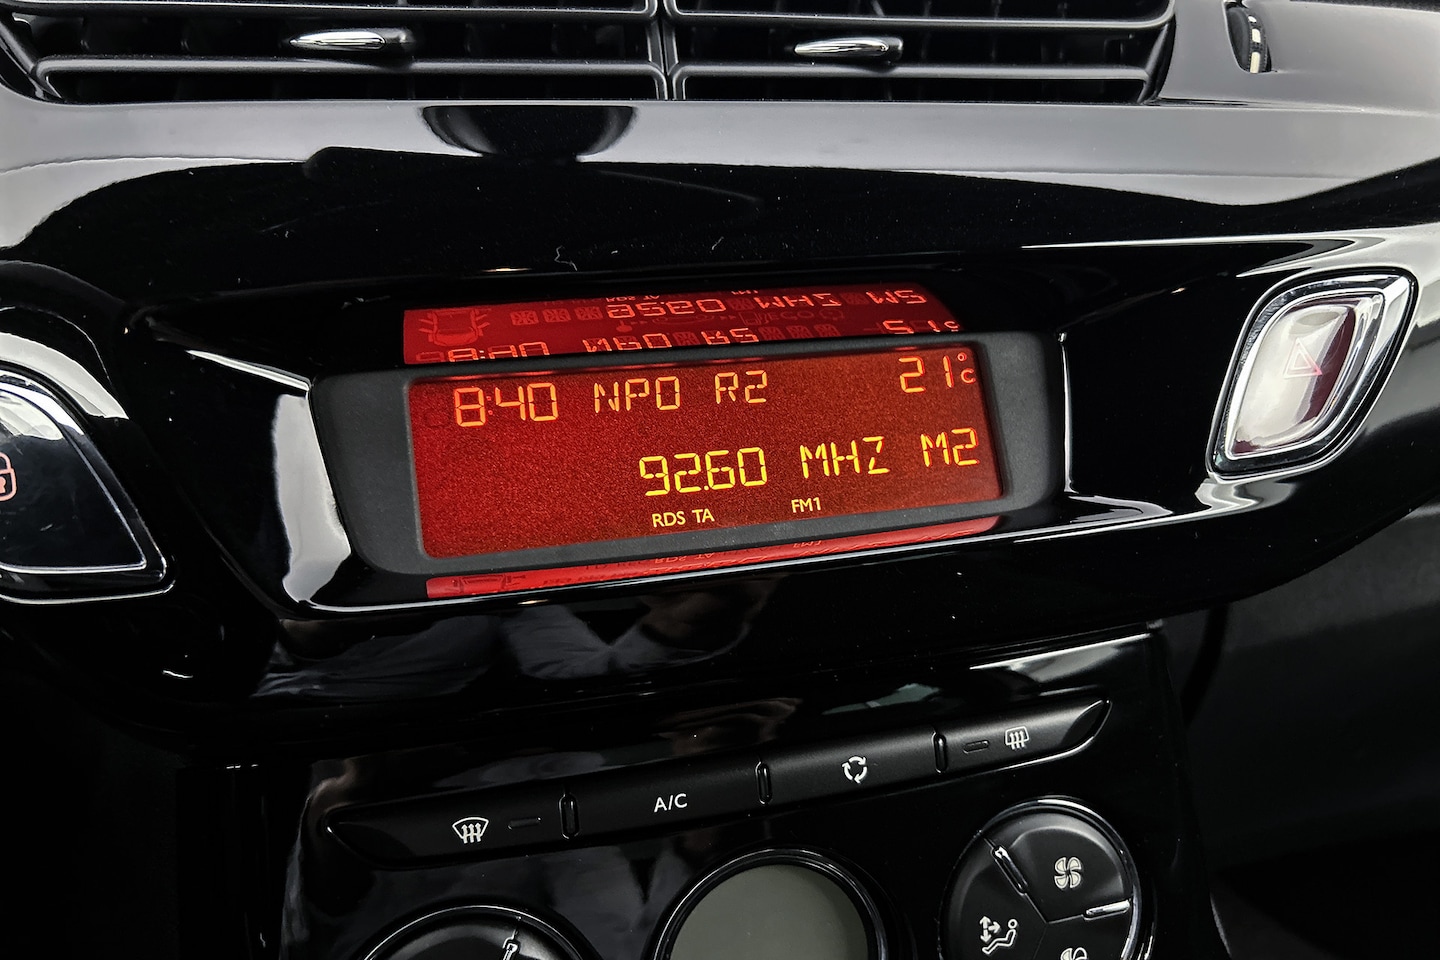 8:40 NPO R2 21°C
92.60 MHZ M2
RDS TA FM1
A/C